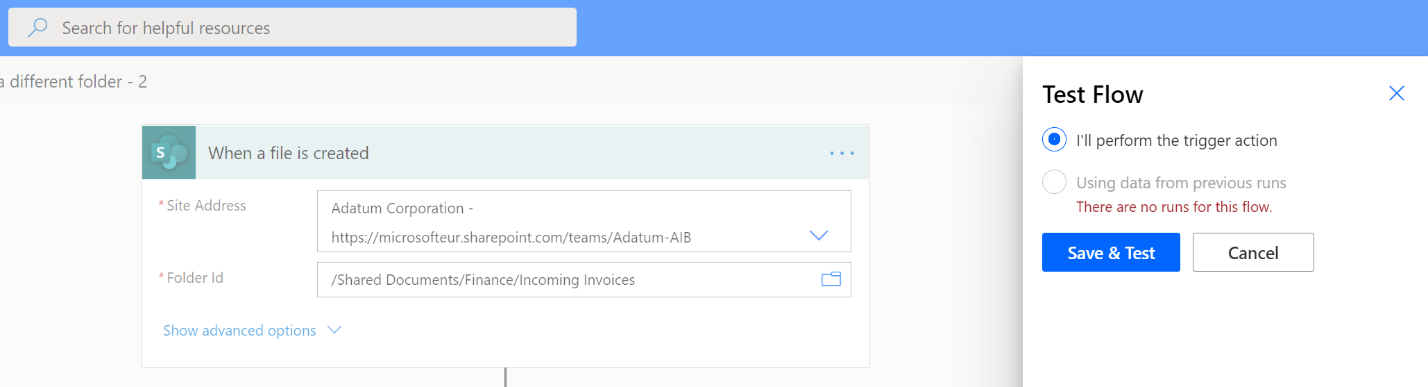 Search for helpful resources
a different folder - 2
S
When a file is created
* Site Address
Adatum Corporation -
https://microsofteur.sharepoint.com/teams/Adatum-AIB
* Folder Id
/Shared Documents/Finance/Incoming Invoices
Show advanced options
Test Flow
I'll perform the trigger action
Using data from previous runs
There are no runs for this flow.
Save & Test
Cancel